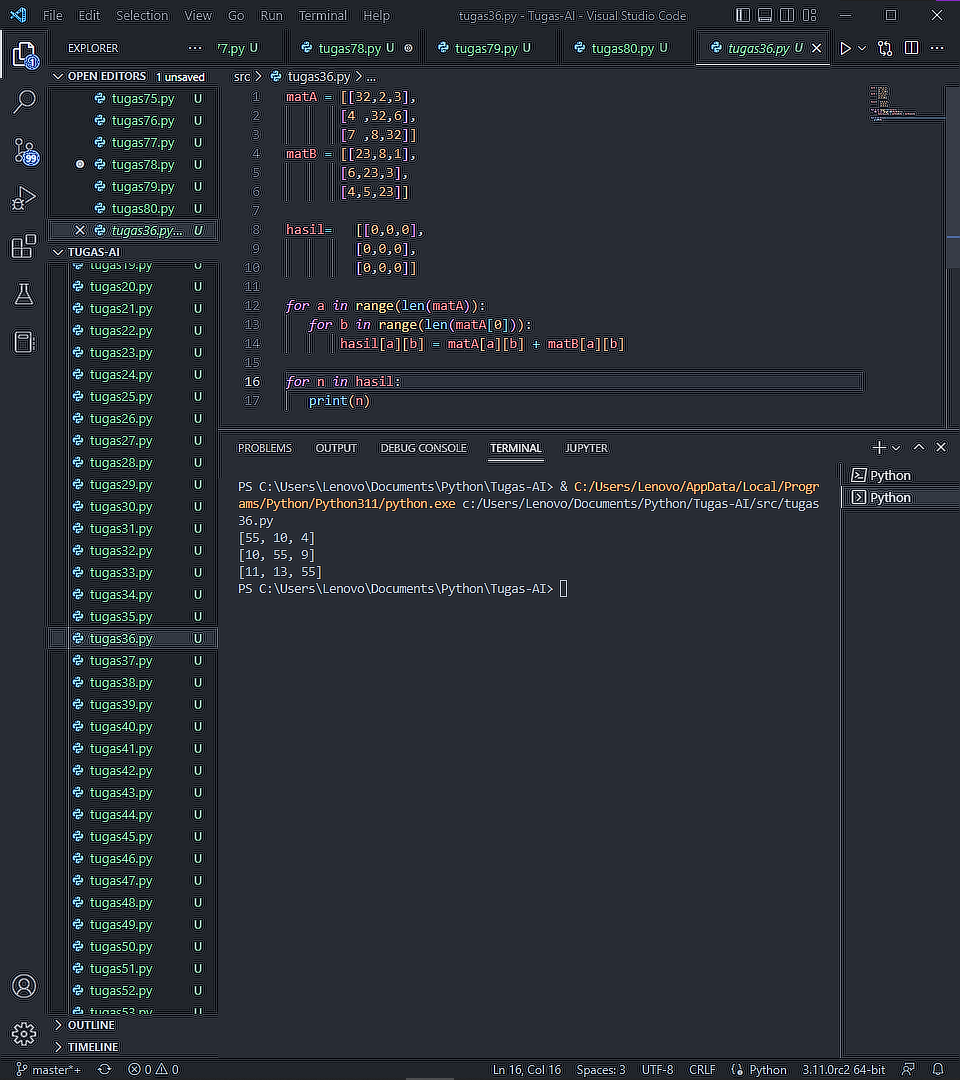 File Edit Selection View Go Run Terminal Help tugas36.py - Tugas-AI - Visual Studio Code
EXPLORER ... 7.py U tugas78.py U tugas79.py U tugas80.py U tugas36.py U
OPEN EDITORS 1 unsaved
tugas75.py U
tugas76.py U
tugas77.py U
tugas78.py U
tugas79.py U
tugas80.py U
tugas36.py... U
TUGAS-AI
tugas19.py U
tugas20.py U
tugas21.py U
tugas22.py U
tugas23.py U
tugas24.py U
tugas25.py U
tugas26.py U
tugas27.py U
tugas28.py U
tugas29.py U
tugas30.py U
tugas31.py U
tugas32.py U
tugas33.py U
tugas34.py U
tugas35.py U
tugas36.py U
tugas37.py U
tugas38.py U
tugas39.py U
tugas40.py U
tugas41.py U
tugas42.py U
tugas43.py U
tugas44.py U
tugas45.py U
tugas46.py U
tugas47.py U
tugas48.py U
tugas49.py U
tugas50.py U
tugas51.py U
tugas52.py U
tugas53.py U
OUTLINE
TIMELINE
1
99
src > tugas36.py > ...
1 matA = [[32,2,3],
2 [4 ,32,6],
3 [7 ,8,32]]
4 matB = [[23,8,1],
5 [6,23,3],
6 [4,5,23]]
7
8 hasil= [[0,0,0],
9 [0,0,0],
10 [0,0,0]]
11
12 for a in range(len(matA)):
13 for b in range(len(matA[0])):
14 hasil[a][b] = matA[a][b] + matB[a][b]
15
16 for n in hasil:
17 print(n)
PROBLEMS OUTPUT DEBUG CONSOLE TERMINAL JUPYTER
PS C:\Users\Lenovo\Documents\Python\Tugas-AI> & C:/Users/Lenovo/AppData/Local/Progr
ams/Python/Python311/python.exe c:/Users/Lenovo/Documents/Python/Tugas-AI/src/tugas
36.py
[55, 10, 4]
[10, 55, 9]
[11, 13, 55]
PS C:\Users\Lenovo\Documents\Python\Tugas-AI>
Python
Python
master*+ 0 0 Ln 16, Col 16 Spaces: 3 UTF-8 CRLF Python 3.11.0rc2 64-bit